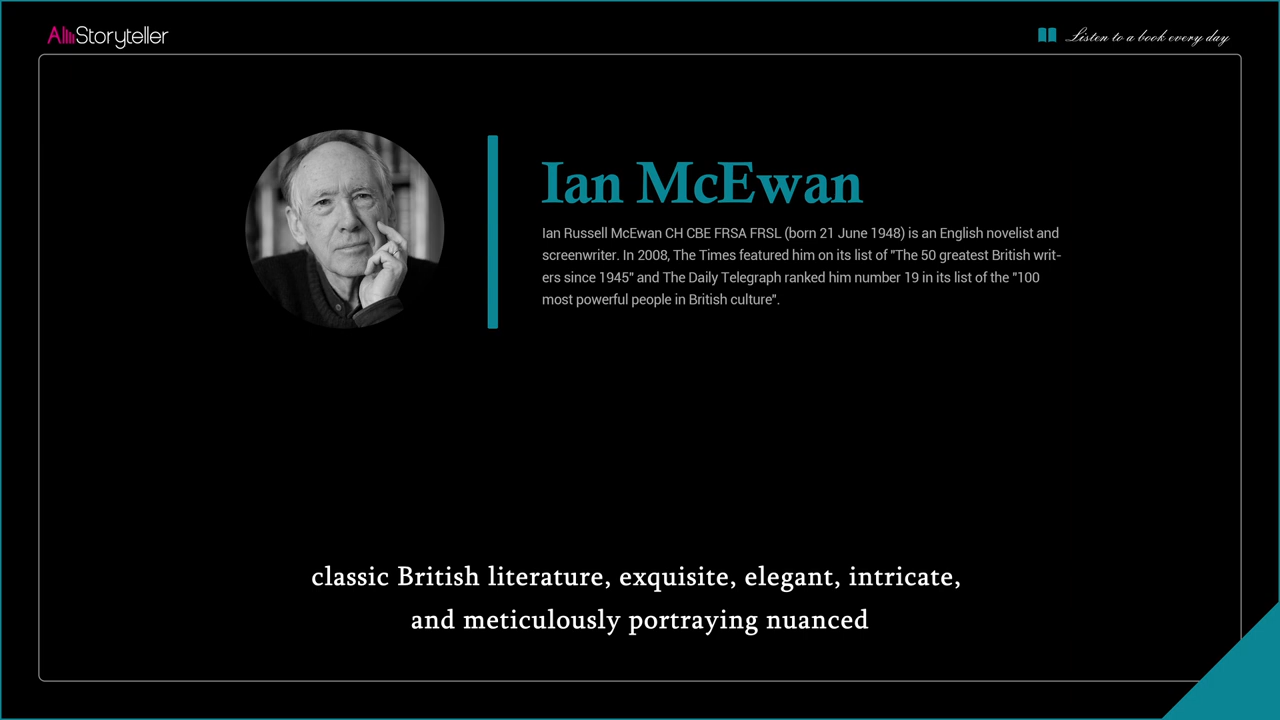 AllStoryteller
Listen to a book every day
Ian McEwan
Ian Russell McEwan CH CBE FRSA FRSL (born 21 June 1948) is an English novelist and
screenwriter. In 2008, The Times featured him on its list of "The 50 greatest British writ-
ers since 1945" and The Daily Telegraph ranked him number 19 in its list of the "100
most powerful people in British culture".
classic British literature, exquisite, elegant, intricate,
and meticulously portraying nuanced